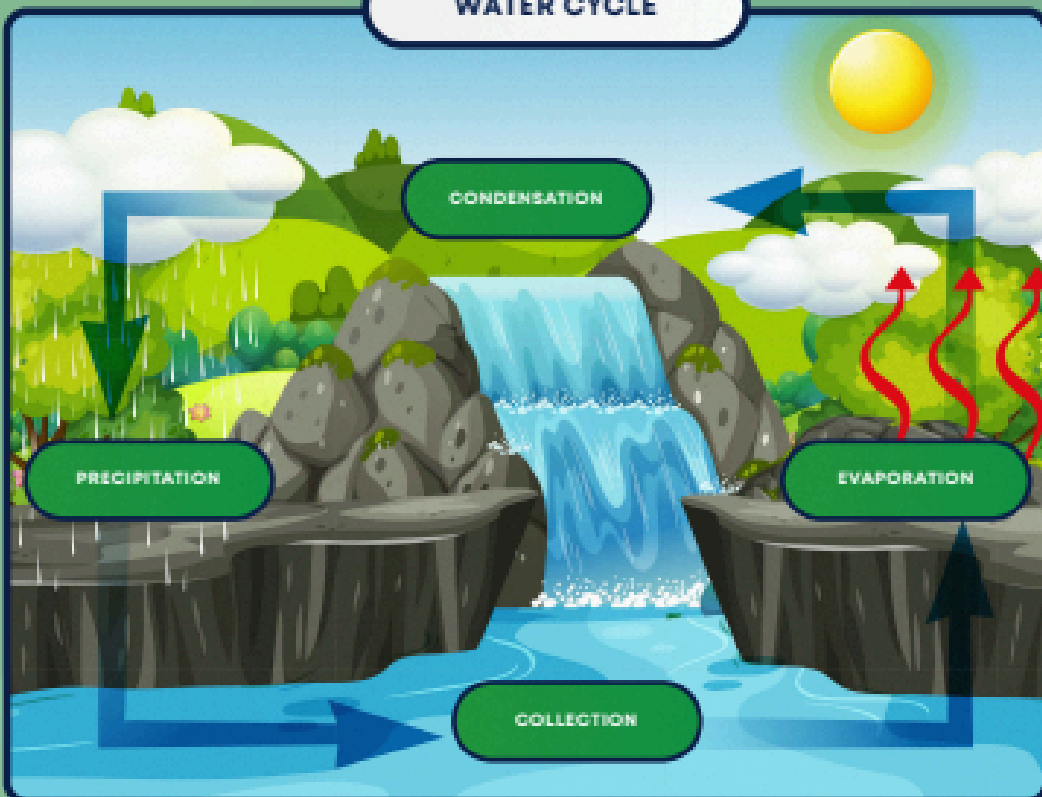 WATER CYCLE
CONDENSATION
PRECIPITATION
EVAPORATION
COLLECTION